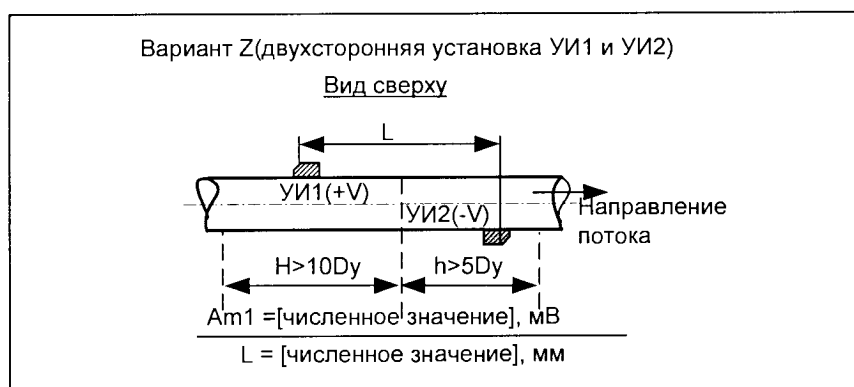 Вариант Z(двухсторонняя установка УИ1 и УИ2)
Вид сверху
L
УИ1(+V)
УИ2(-V)
Направление
потока
H>10Dy
h>5Dy
Am1 =[численное значение], мВ
L = [численное значение], мм